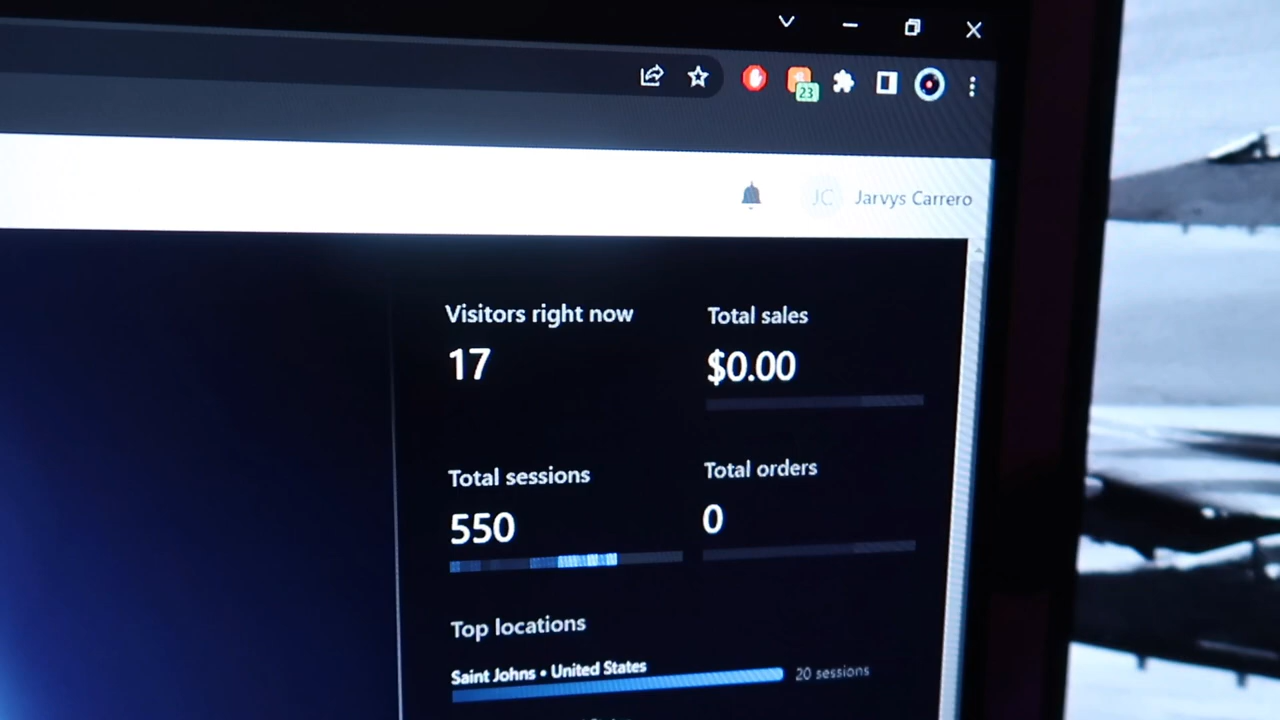 23
JC Jarvys Carrero
Visitors right now
17
Total sales
$0.00
Total sessions
550
Total orders
0
Top locations
Saint Johns • United States
20 sessions